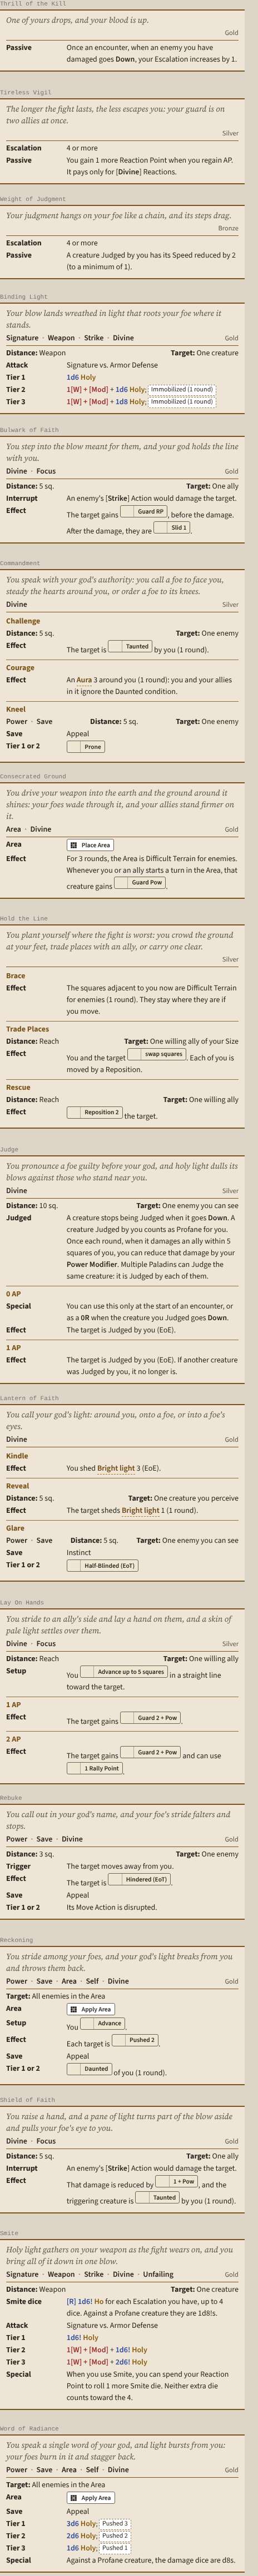 Thrill of the Kill
One of yours drops, and your blood is up.
Gold
Passive Once an encounter, when an enemy you have
damaged goes Down, your Escalation increases by 1.
Tireless Vigil
The longer the fight lasts, the less escapes you: your guard is on
two allies at once.
Silver
Escalation 4 or more
Passive You gain 1 more Reaction Point when you regain AP.
It pays only for [Divine] Reactions.
Weight of Judgment
Your judgment hangs on your foe like a chain, and its steps drag.
Bronze
Escalation 4 or more
Passive A creature Judged by you has its Speed reduced by 2
(to a minimum of 1).
Binding Light
Your blow lands wreathed in light that roots your foe where it
stands.
Signature · Weapon · Strike · Divine Gold
Distance: Weapon Target: One creature
Attack Signature vs. Armor Defense
Tier 1 1d6 Holy
Tier 2 1[W] + [Mod] + 1d6 Holy; Immobilized (1 round)
Tier 3 1[W] + [Mod] + 1d8 Holy; Immobilized (1 round)
Bulwark of Faith
You step into the blow meant for them, and your god holds the line
with you.
Divine · Focus Gold
Distance: 5 sq. Target: One ally
Interrupt An enemy's [Strike] Action would damage the target.
Effect The target gains Guard RP, before the damage.
After the damage, they are Slid 1.
Commandment
You speak with your god's authority: you call a foe to face you,
steady the hearts around you, or order a foe to its knees.
Divine Silver
Challenge
Distance: 5 sq. Target: One enemy
Effect The target is Taunted by you (1 round).
Courage
Effect An Aura 3 around you (1 round): you and your allies
in it ignore the Daunted condition.
Kneel
Power · Save Distance: 5 sq. Target: One enemy
Save Appeal
Tier 1 or 2 Prone
Consecrated Ground
You drive your weapon into the earth and the ground around it
shines: your foes wade through it, and your allies stand firmer on
it.
Area · Divine Gold
Area Place Area
Effect For 3 rounds, the Area is Difficult Terrain for enemies.
Whenever you or an ally starts a turn in the Area, that
creature gains Guard Pow.
Hold the Line
You plant yourself where the fight is worst: you crowd the ground
at your feet, trade places with an ally, or carry one clear.
Silver
Brace
Effect The squares adjacent to you now are Difficult Terrain
for enemies (1 round). They stay where they are if
you move.
Trade Places
Distance: Reach Target: One willing ally of your Size
Effect You and the target swap squares. Each of you is
moved by a Reposition.
Rescue
Distance: Reach Target: One willing ally
Effect Reposition 2 the target.
Judge
You pronounce a foe guilty before your god, and holy light dulls its
blows against those who stand near you.
Divine Silver
Distance: 10 sq. Target: One enemy you can see
Judged A creature stops being Judged when it goes Down. A
creature Judged by you counts as Profane for you.
Once each round, when it damages an ally within 5
squares of you, you can reduce that damage by your
Power Modifier. Multiple Paladins can Judge the
same creature: it is Judged by each of them.
0 AP
Special You can use this only at the start of an encounter, or
as a 0R when the creature you Judged goes Down.
Effect The target is Judged by you (EoE).
1 AP
Effect The target is Judged by you (EoE). If another creature
was Judged by you, it no longer is.
Lantern of Faith
You call your god's light: around you, onto a foe, or into a foe's
eyes.
Divine Gold
Kindle
Effect You shed Bright light 3 (EoE).
Reveal
Distance: 5 sq. Target: One creature you perceive
Effect The target sheds Bright light 1 (1 round).
Glare
Power · Save Distance: 5 sq. Target: One enemy you can see
Save Instinct
Tier 1 or 2 Half-Blinded (EoT)
Lay On Hands
You stride to an ally's side and lay a hand on them, and a skin of
pale light settles over them.
Divine · Focus Silver
Distance: Reach Target: One willing ally
Setup You Advance up to 5 squares in a straight line
toward the target.
1 AP
Effect The target gains Guard 2 + Pow.
2 AP
Effect The target gains Guard 2 + Pow and can use
1 Rally Point.
Rebuke
You call out in your god's name, and your foe's stride falters and
stops.
Power · Save · Divine Gold
Distance: 3 sq. Target: One enemy
Trigger The target moves away from you.
Effect The target is Hindered (EoT).
Save Appeal
Tier 1 or 2 Its Move Action is disrupted.
Reckoning
You stride among your foes, and your god's light breaks from you
and throws them back.
Power · Save · Area · Self · Divine Gold
Target: All enemies in the Area
Area Apply Area
Setup You Advance.
Effect Each target is Pushed 2.
Save Appeal
Tier 1 or 2 Daunted of you (1 round).
Shield of Faith
You raise a hand, and a pane of light turns part of the blow aside
and pulls your foe's eye to you.
Divine · Focus Gold
Distance: 5 sq. Target: One ally
Interrupt An enemy's [Strike] Action would damage the target.
Effect That damage is reduced by 1 + Pow, and the
triggering creature is Taunted by you (1 round).
Smite
Holy light gathers on your weapon as the fight wears on, and you
bring all of it down in one blow.
Signature · Weapon · Strike · Divine · Unfailing Gold
Distance: Weapon Target: One creature
Smite dice [R] 1d6! Ho for each Escalation you have, up to 4
dice. Against a Profane creature they are 1d8!s.
Attack Signature vs. Armor Defense
Tier 1 1d6! Holy
Tier 2 1[W] + [Mod] + 1d6! Holy
Tier 3 1[W] + [Mod] + 2d6! Holy
Special When you use Smite, you can spend your Reaction
Point to roll 1 more Smite die. Neither extra die
counts toward the 4.
Word of Radiance
You speak a single word of your god, and light bursts from you:
your foes burn in it and stagger back.
Power · Save · Area · Self · Divine Gold
Target: All enemies in the Area
Area Apply Area
Save Appeal
Tier 1 3d6 Holy; Pushed 3
Tier 2 2d6 Holy; Pushed 2
Tier 3 1d6 Holy; Pushed 1
Special Against a Profane creature, the damage dice are d8s.